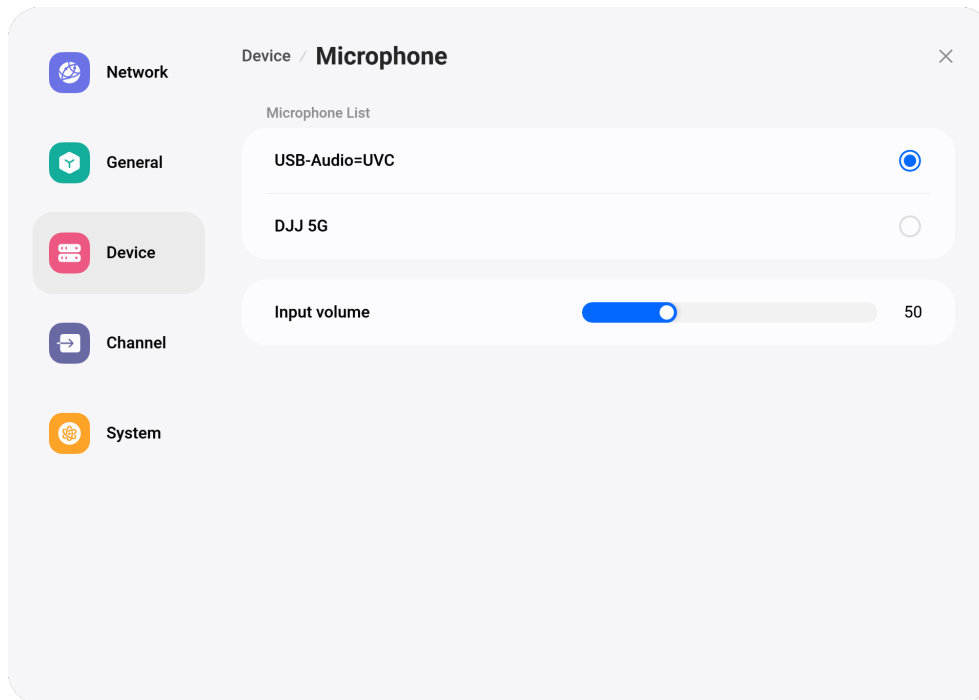 Network
General
Device
Channel
System
Device / Microphone
Microphone List
USB-Audio=UVC
DJJ 5G
Input volume 50